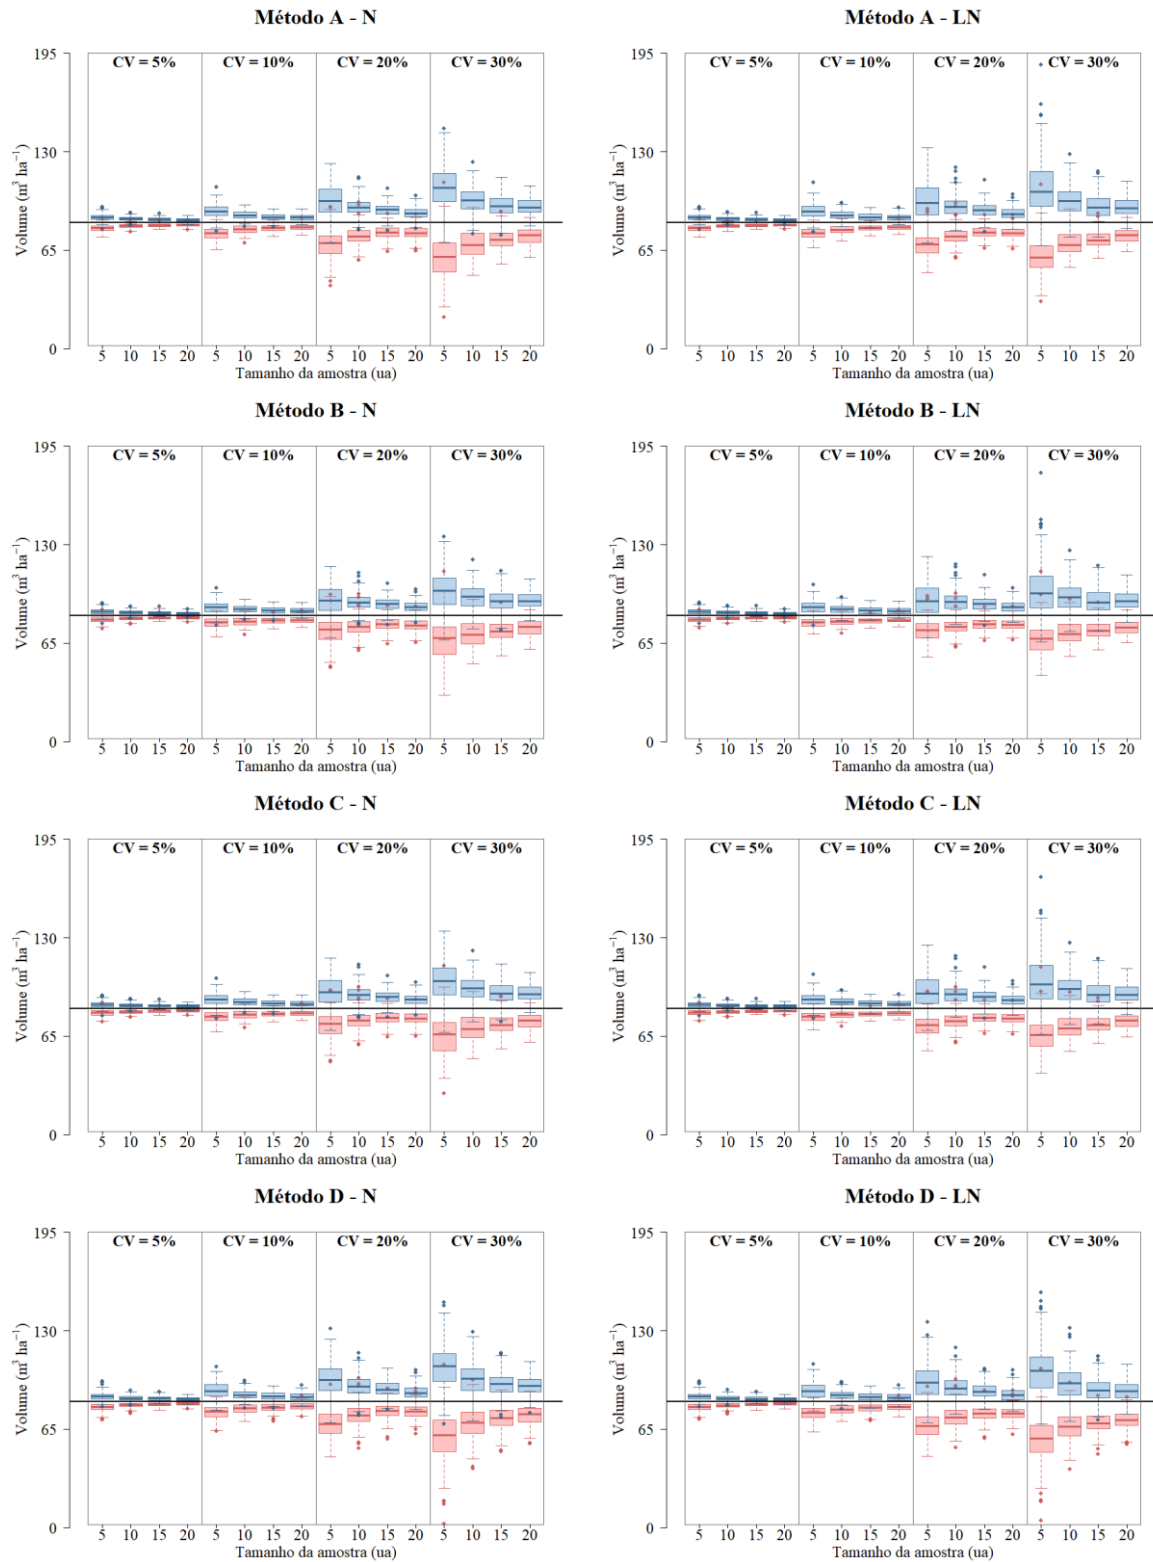 Método A - N
Volume (m³ ha⁻¹)
195
130
65
0
CV = 5% CV = 10% CV = 20% CV = 30%
5 10 15 20 5 10 15 20 5 10 15 20 5 10 15 20
Tamanho da amostra (ua)
Método A - LN
Volume (m³ ha⁻¹)
195
130
65
0
CV = 5% CV = 10% CV = 20% CV = 30%
5 10 15 20 5 10 15 20 5 10 15 20 5 10 15 20
Tamanho da amostra (ua)
Método B - N
Volume (m³ ha⁻¹)
195
130
65
0
CV = 5% CV = 10% CV = 20% CV = 30%
5 10 15 20 5 10 15 20 5 10 15 20 5 10 15 20
Tamanho da amostra (ua)
Método B - LN
Volume (m³ ha⁻¹)
195
130
65
0
CV = 5% CV = 10% CV = 20% CV = 30%
5 10 15 20 5 10 15 20 5 10 15 20 5 10 15 20
Tamanho da amostra (ua)
Método C - N
Volume (m³ ha⁻¹)
195
130
65
0
CV = 5% CV = 10% CV = 20% CV = 30%
5 10 15 20 5 10 15 20 5 10 15 20 5 10 15 20
Tamanho da amostra (ua)
Método C - LN
Volume (m³ ha⁻¹)
195
130
65
0
CV = 5% CV = 10% CV = 20% CV = 30%
5 10 15 20 5 10 15 20 5 10 15 20 5 10 15 20
Tamanho da amostra (ua)
Método D - N
Volume (m³ ha⁻¹)
195
130
65
0
CV = 5% CV = 10% CV = 20% CV = 30%
5 10 15 20 5 10 15 20 5 10 15 20 5 10 15 20
Tamanho da amostra (ua)
Método D - LN
Volume (m³ ha⁻¹)
195
130
65
0
CV = 5% CV = 10% CV = 20% CV = 30%
5 10 15 20 5 10 15 20 5 10 15 20 5 10 15 20
Tamanho da amostra (ua)